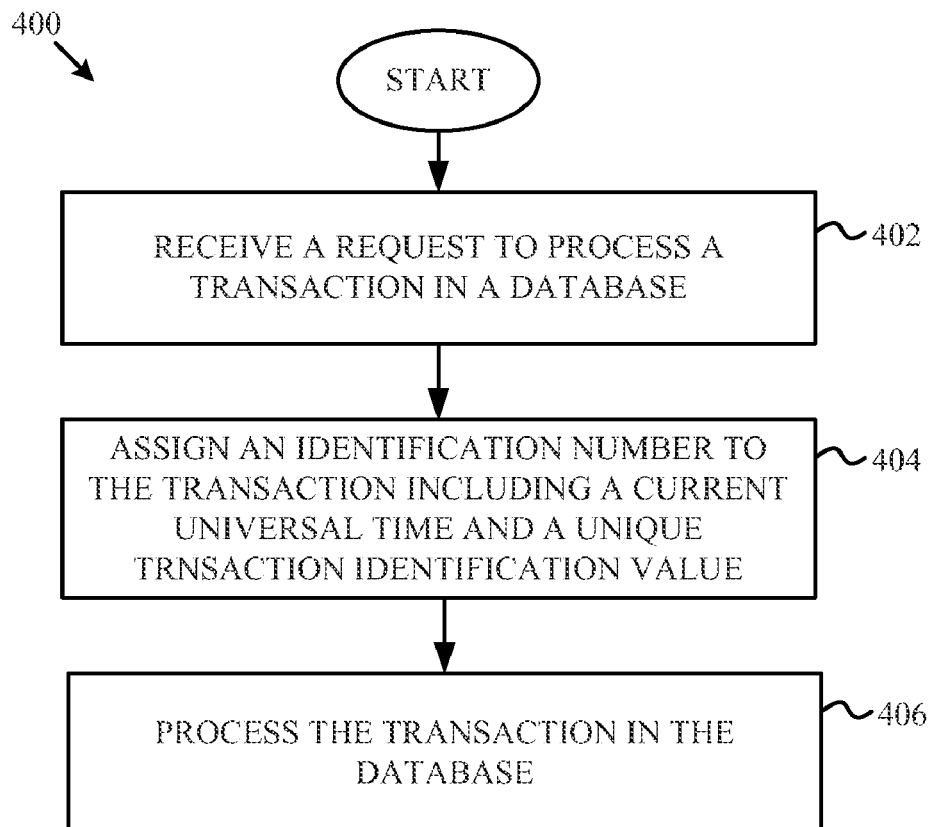 400
START
RECEIVE A REQUEST TO PROCESS A
TRANSACTION IN A DATABASE
402
ASSIGN AN IDENTIFICATION NUMBER TO
THE TRANSACTION INCLUDING A CURRENT
UNIVERSAL TIME AND A UNIQUE
TRNSACTION IDENTIFICATION VALUE
404
PROCESS THE TRANSACTION IN THE
DATABASE
406